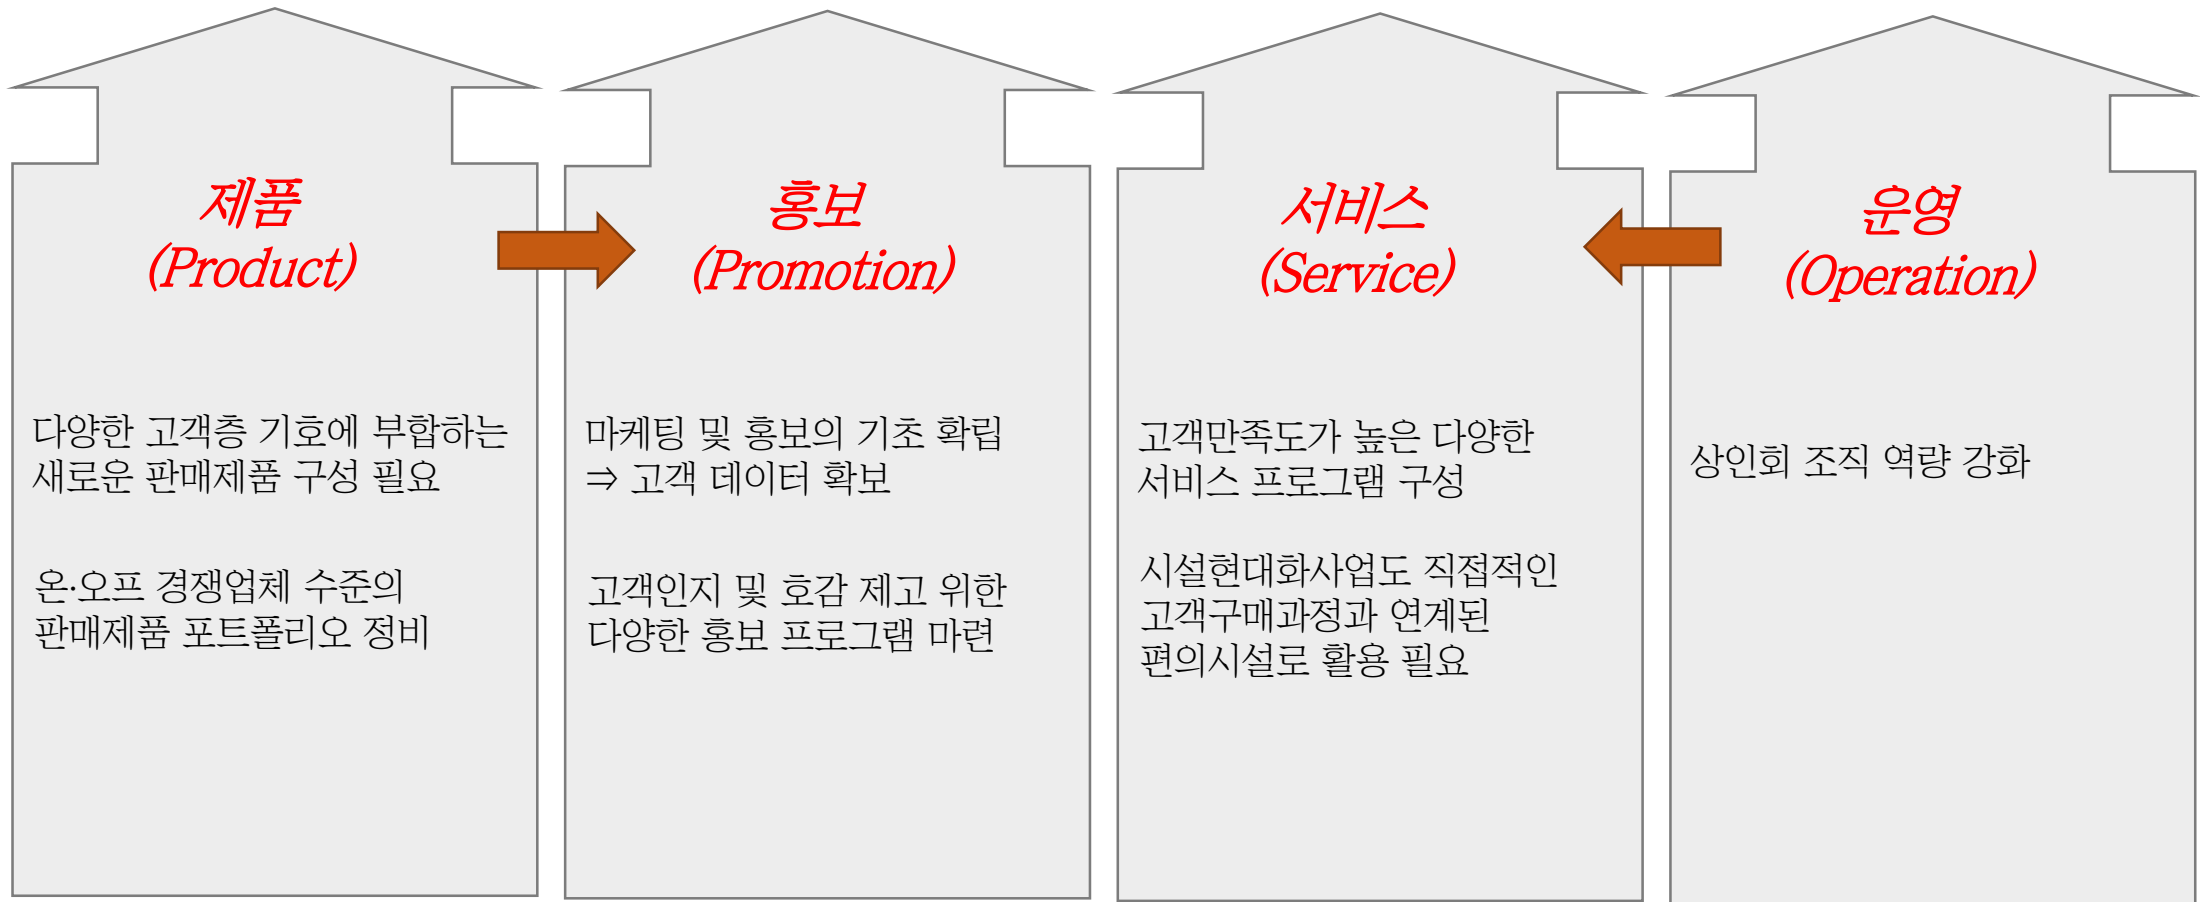 제품
(Product)
다양한 고객층 기호에 부합하는
새로운 판매제품 구성 필요
온·오프 경쟁업체 수준의
판매제품 포트폴리오 정비
홍보
(Promotion)
마케팅 및 홍보의 기초 확립
⇒ 고객 데이터 확보
고객인지 및 호감 제고 위한
다양한 홍보 프로그램 마련
서비스
(Service)
고객만족도가 높은 다양한
서비스 프로그램 구성
시설현대화사업도 직접적인
고객구매과정과 연계된
편의시설로 활용 필요
운영
(Operation)
상인회 조직 역량 강화